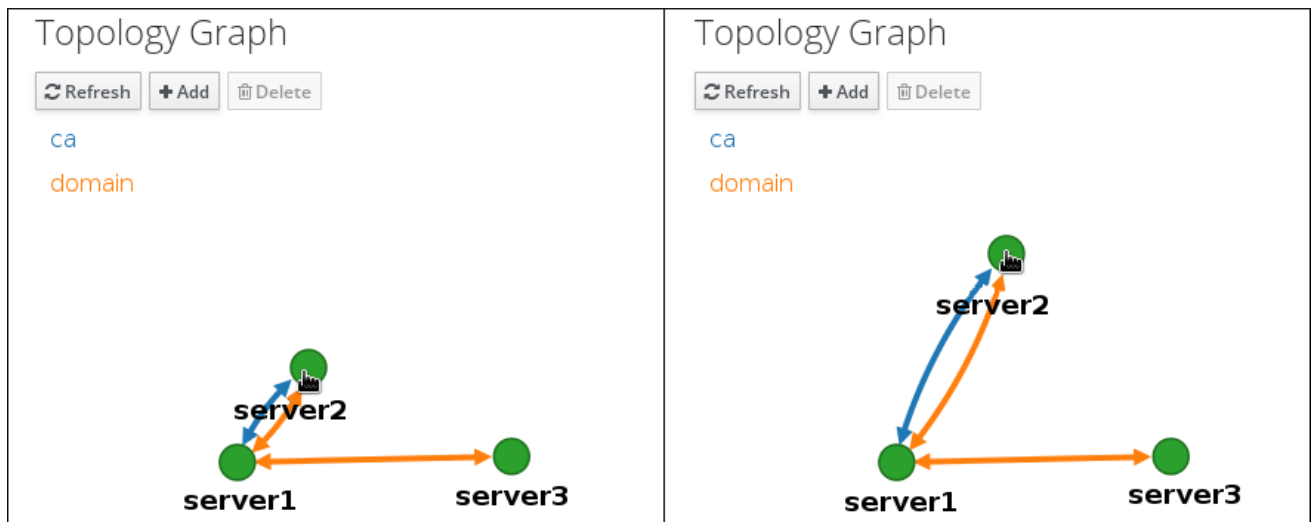 Topology Graph
Refresh Add Delete
ca
domain
server2
server1
server3
Topology Graph
Refresh Add Delete
ca
domain
server2
server1
server3